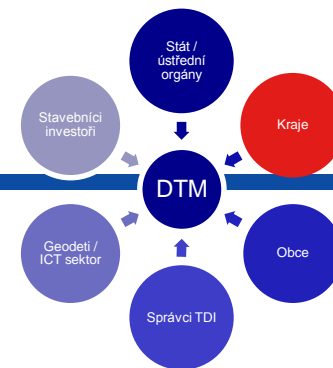 Stát /
ústřední
orgány
Stavebníci
investoři
Kraje
DTM
Geodeti /
ICT sektor
Obce
Správci TDI